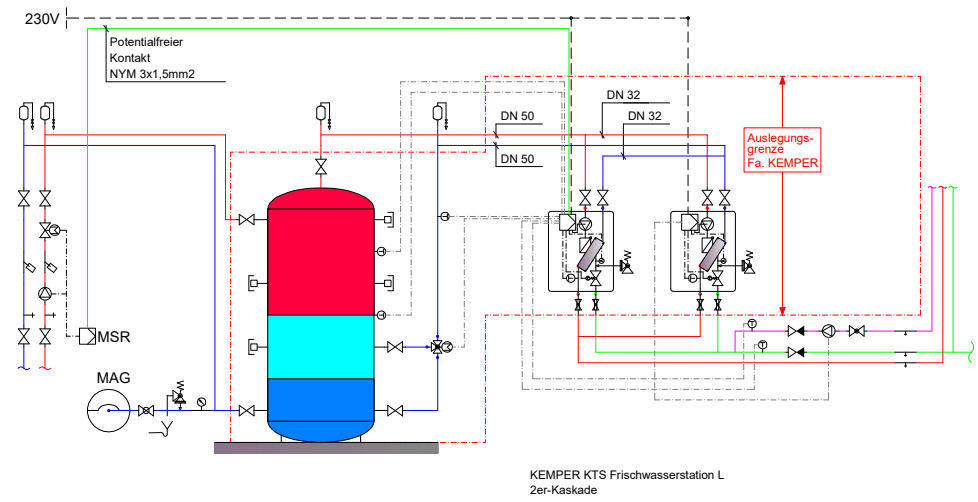 230V
Potentialfreier
Kontakt
NYM 3x1,5mm2
DN 50
DN 50
DN 32
DN 32
Auslegungs-
grenze
Fa. KEMPER
MSR
MAG
T
T
KEMPER KTS Frischwasserstation L
2er-Kaskade